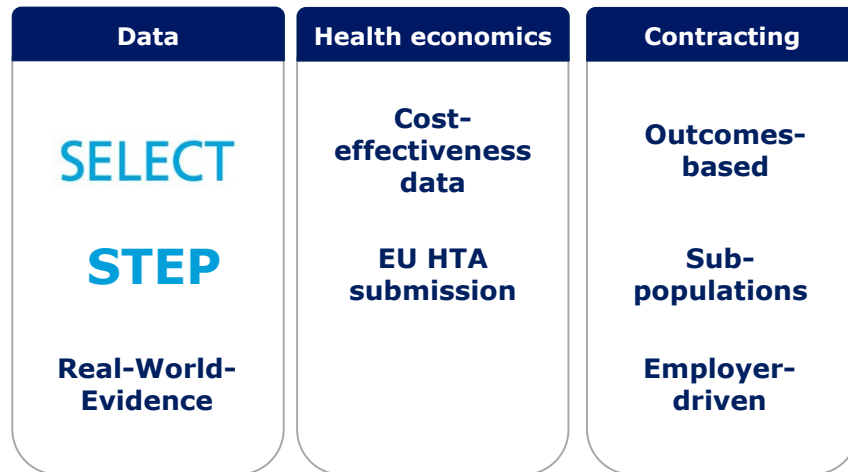 Data
SELECT
STEP
Real-World-
Evidence
Health economics
Cost-
effectiveness
data
EU HTA
submission
Contracting
Outcomes-
based
Sub-
populations
Employer-
driven